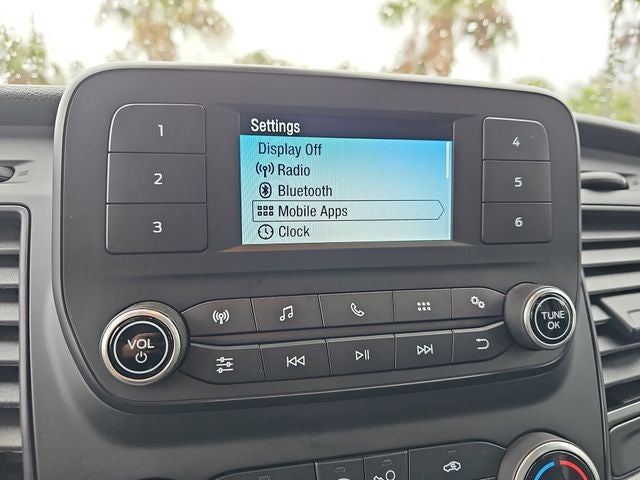 Settings
Display Off
Radio
Bluetooth
Mobile Apps
Clock
1
2
3
4
5
6
VOL
TUNE
OK